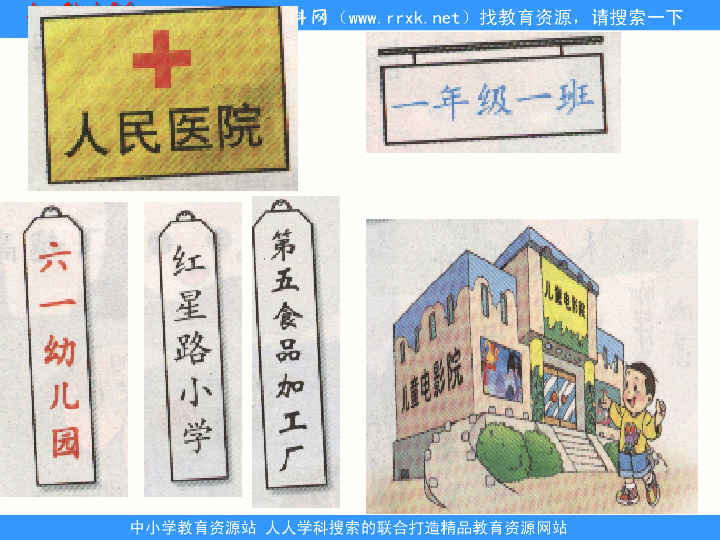 科网（www.rrxk.net）找教育资源，请搜索一下
人民医院
一年级一班
六一幼儿园
红星路小学
第五食品加工厂
儿童电影院
儿童电影院
中小学教育资源站 人人学科搜索的联合打造精品教育资源网站